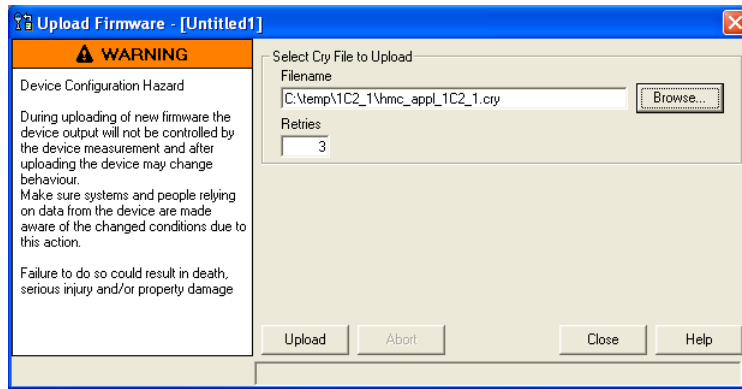 Upload Firmware - [Untitled1]
WARNING
Device Configuration Hazard
During uploading of new firmware the
device output will not be controlled by
the device measurement and after
uploading the device may change
behaviour.
Make sure systems and people relying
on data from the device are made
aware of the changed conditions due to
this action.
Failure to do so could result in death,
serious injury and/or property damage
Select Cry File to Upload
Filename
C:\temp\1C2_1\hmc_appl_1C2_1.cry
Browse...
Retries
3
Upload
Abort
Close
Help